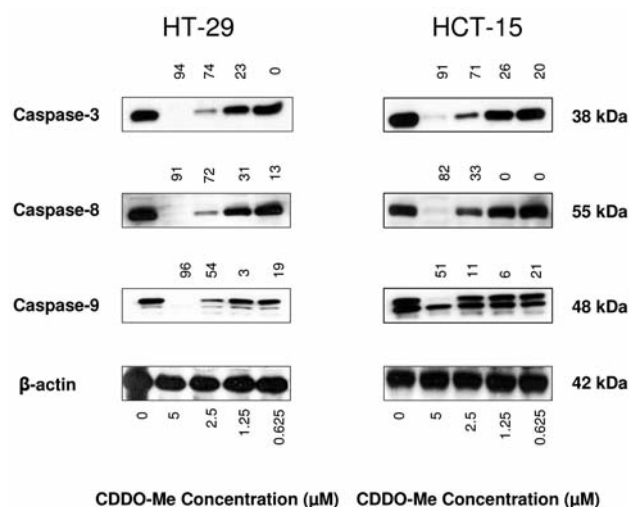 HT-29 HCT-15
94 74 23 0 91 71 26 20
Caspase-3 38 kDa
91 72 31 13 82 33 0 0
Caspase-8 55 kDa
96 54 3 19 51 11 6 21
Caspase-9 48 kDa
β-actin 42 kDa
0 5 2.5 1.25 0.625 0 5 2.5 1.25 0.625
CDDO-Me Concentration (µM) CDDO-Me Concentration (µM)